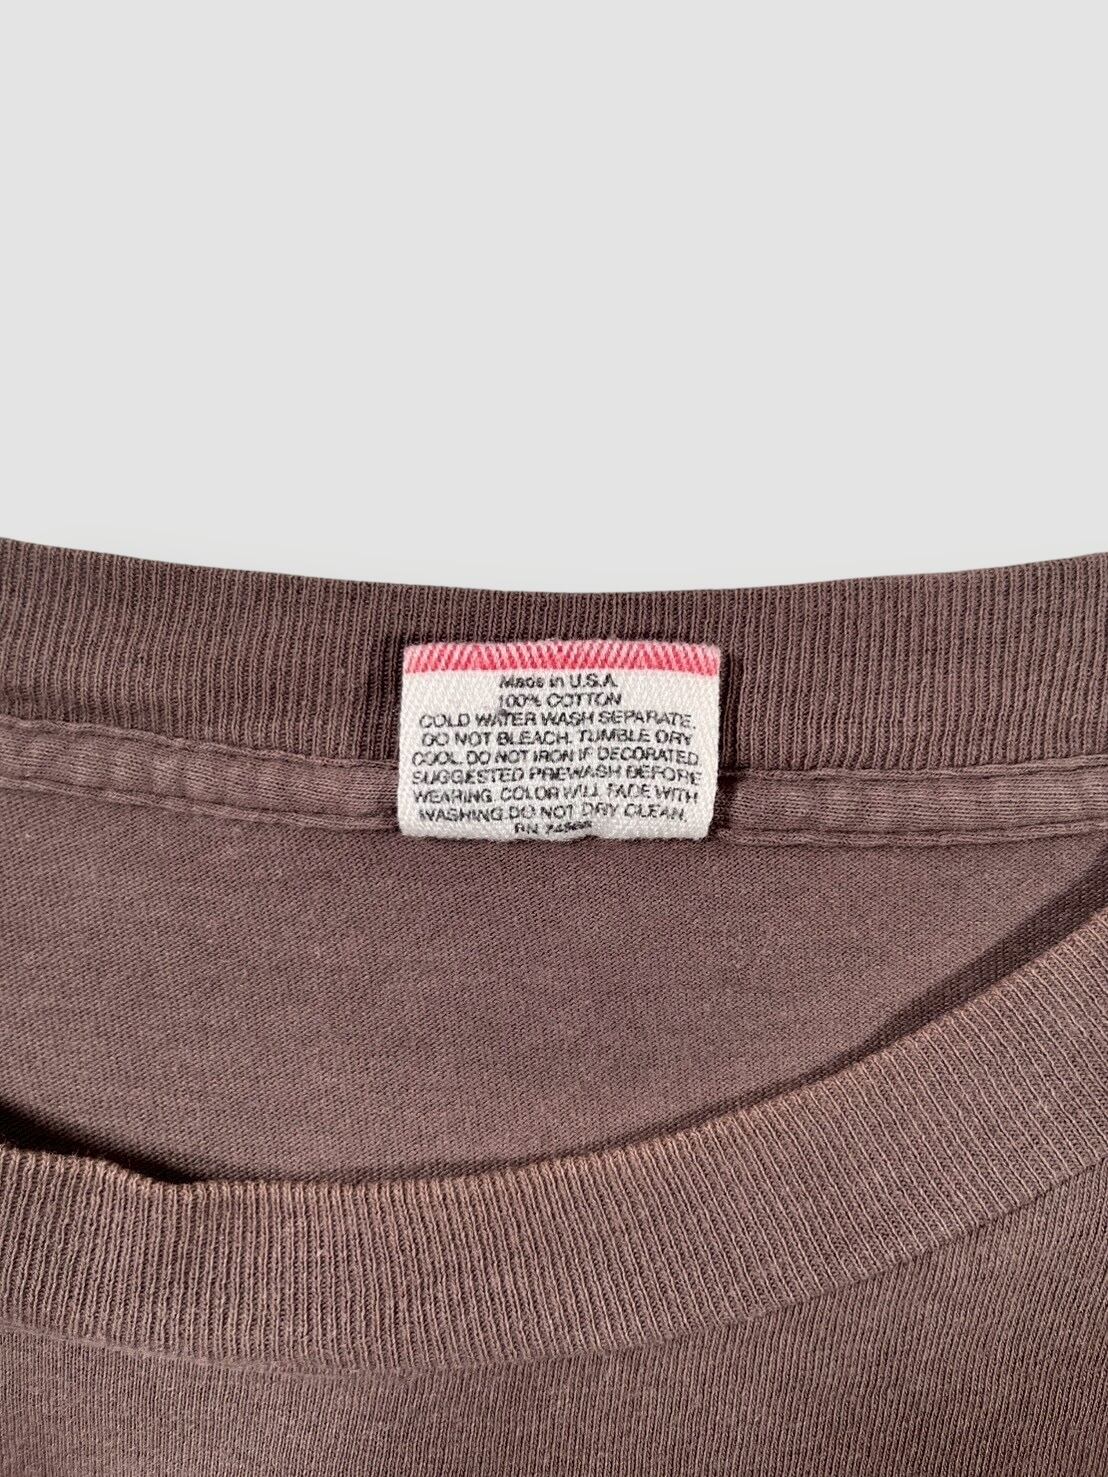 Made in U.S.A.
100% COTTON
COLD WATER WASH SEPARATE.
DO NOT BLEACH. TUMBLE DRY
COOL. DO NOT IRON IF DECORATED.
SUGGESTED PREWASH BEFORE
WEARING. COLOR WILL FADE WITH
WASHING. DO NOT DRY CLEAN.
RN